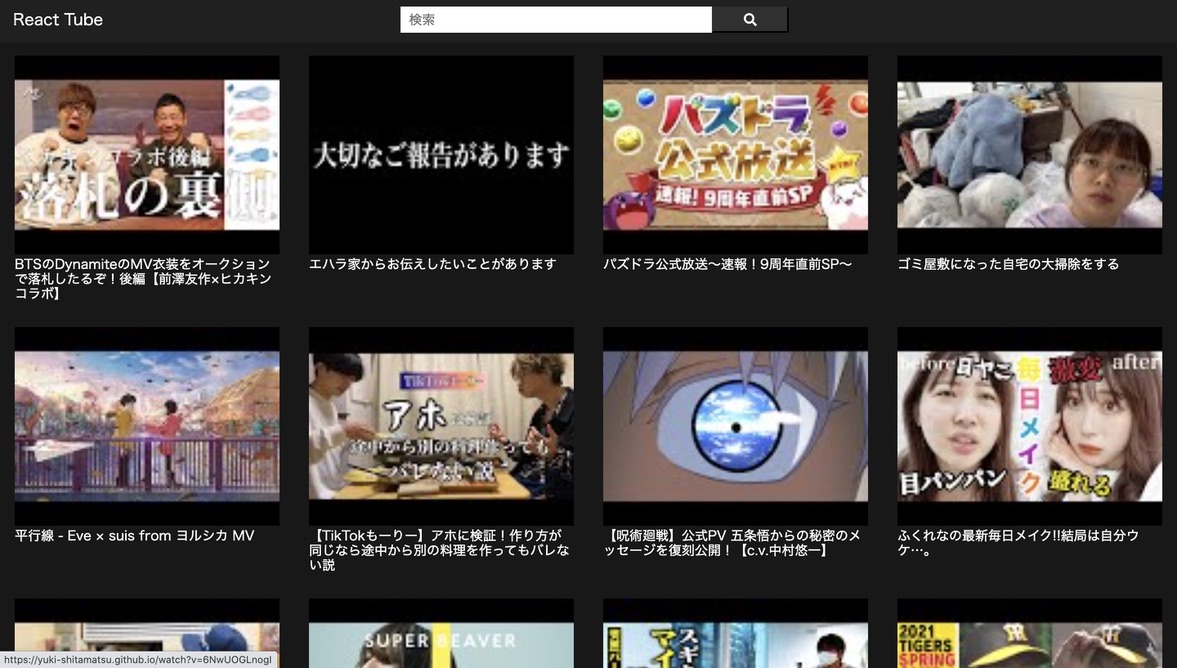 React Tube
検索
ヒカキンコラボ後編
落札の裏側
大切なご報告があります
パズドラ
公式放送
速報!9周年直前SP
BTSのDynamiteのMV衣装をオークション
で落札したるぞ！後編【前澤友作×ヒカキン
コラボ】
エハラ家からお伝えしたいことがあります
パズドラ公式放送〜速報！9周年直前SP〜
ゴミ屋敷になった自宅の大掃除をする
TikTokもーりー
アホに検証
途中から別の料理作っても
バレない説
before
after
毎日メイク
激変
目パンパン
盛れる
平行線 - Eve × suis from ヨルシカ MV
【TikTokもーりー】アホに検証！作り方が
同じなら途中から別の料理を作ってもバレな
い説
【呪術廻戦】公式PV 五条悟からの秘密のメ
ッセージを復刻公開！【c.v.中村悠一】
ふくれなの最新毎日メイク!!結局は自分ウ
ケ…。
SUPER BEAVER
2021
TIGERS
SPRING
https://yuki-shitamatsu.github.io/watch?v=6NwUOGLnogI